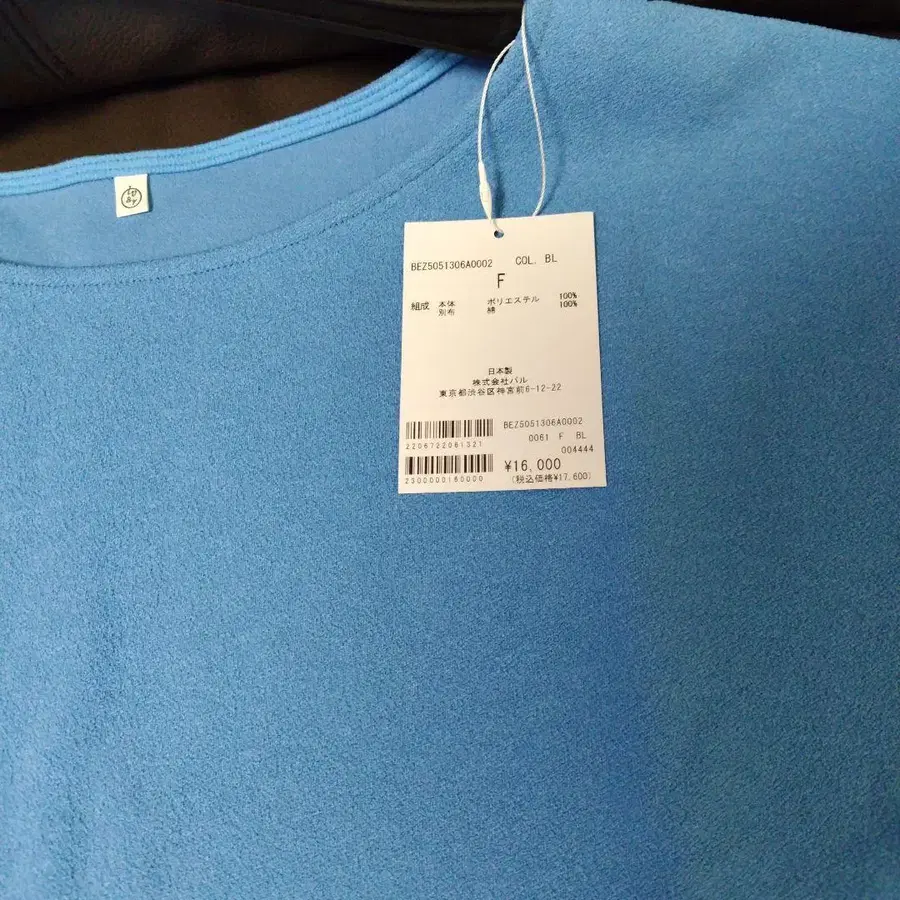 BEZ5051306A0002 COL. BL
F
組成 本体 ポリエステル 100%
別布 綿 100%
日本製
株式会社パル
東京都渋谷区神宮前6-12-22
BEZ5051306A0002
2206722061321
0061 F BL
004444
¥16,000
2300000160000
(税込価格¥17,600)